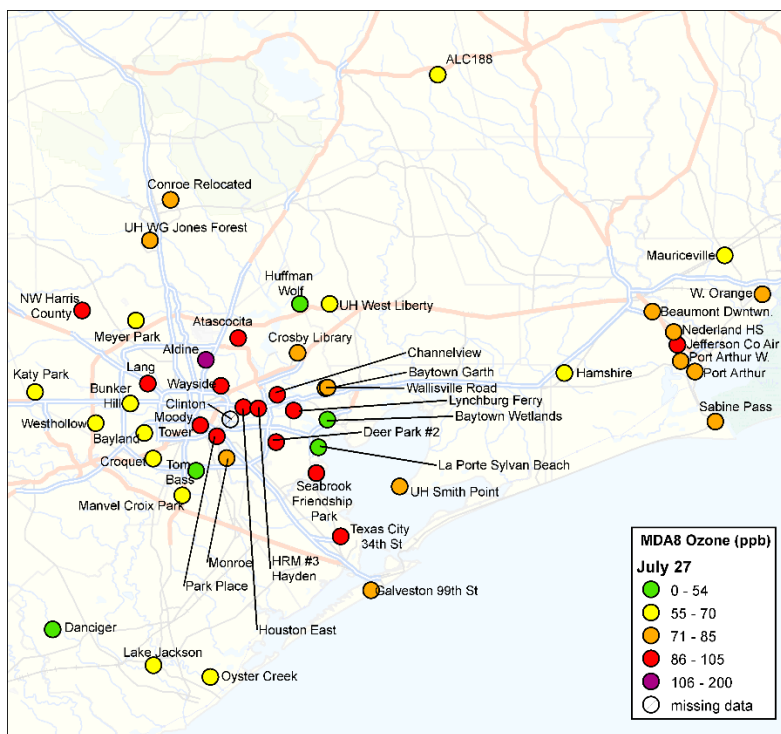 ALC188
Conroe Relocated
UH WG Jones Forest
Mauriceville
Huffman
Wolf
W. Orange
NW Harris
County
UH West Liberty
Beaumont Dwntwn.
Meyer Park
Atascocita
Nederland HS
Crosby Library
Jefferson Co Air
Aldine
Channelview
Port Arthur W.
Lang
Baytown Garth
Port Arthur
Katy Park
Wayside
Wallisville Road
Hamshire
Bunker
Hill
Clinton
Lynchburg Ferry
Moody
Tower
Baytown Wetlands
Sabine Pass
Westhollow
Bayland
Deer Park #2
Croquet
Tom
Bass
La Porte Sylvan Beach
Seabrook
Friendship
Park
UH Smith Point
Manvel Croix Park
Texas City
34th St
Monroe
HRM #3
Hayden
Park Place
Galveston 99th St
Houston East
Danciger
Lake Jackson
Oyster Creek
MDA8 Ozone (ppb)
July 27
0 - 54
55 - 70
71 - 85
86 - 105
106 - 200
missing data